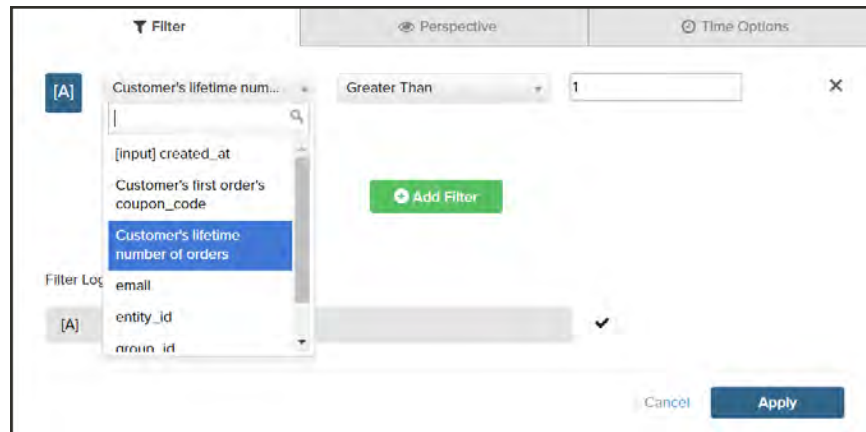 Filter
Perspective
Time Options
[A]
Customer's lifetime num...
Greater Than
1
[input] created_at
Customer's first order's
coupon_code
Add Filter
Customer's lifetime
number of orders
email
Filter Log
entity_id
[A]
group_id
Cancel
Apply